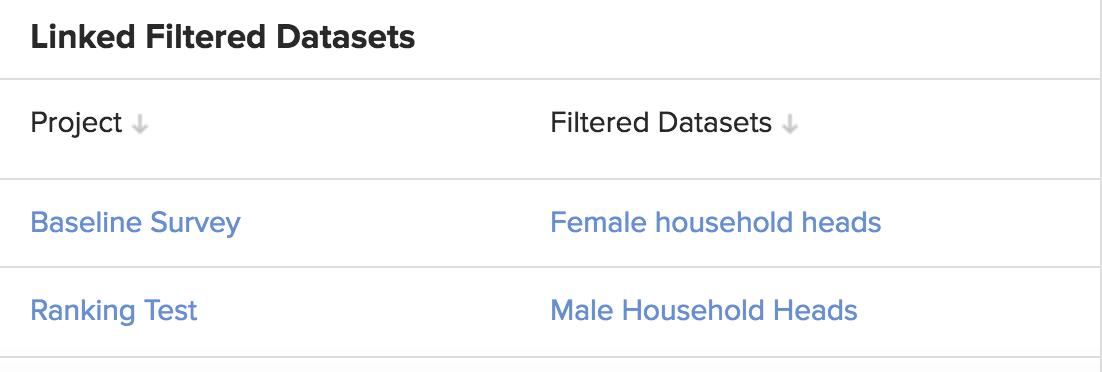 Linked Filtered Datasets
Project ↓ Filtered Datasets ↓
Baseline Survey Female household heads
Ranking Test Male Household Heads